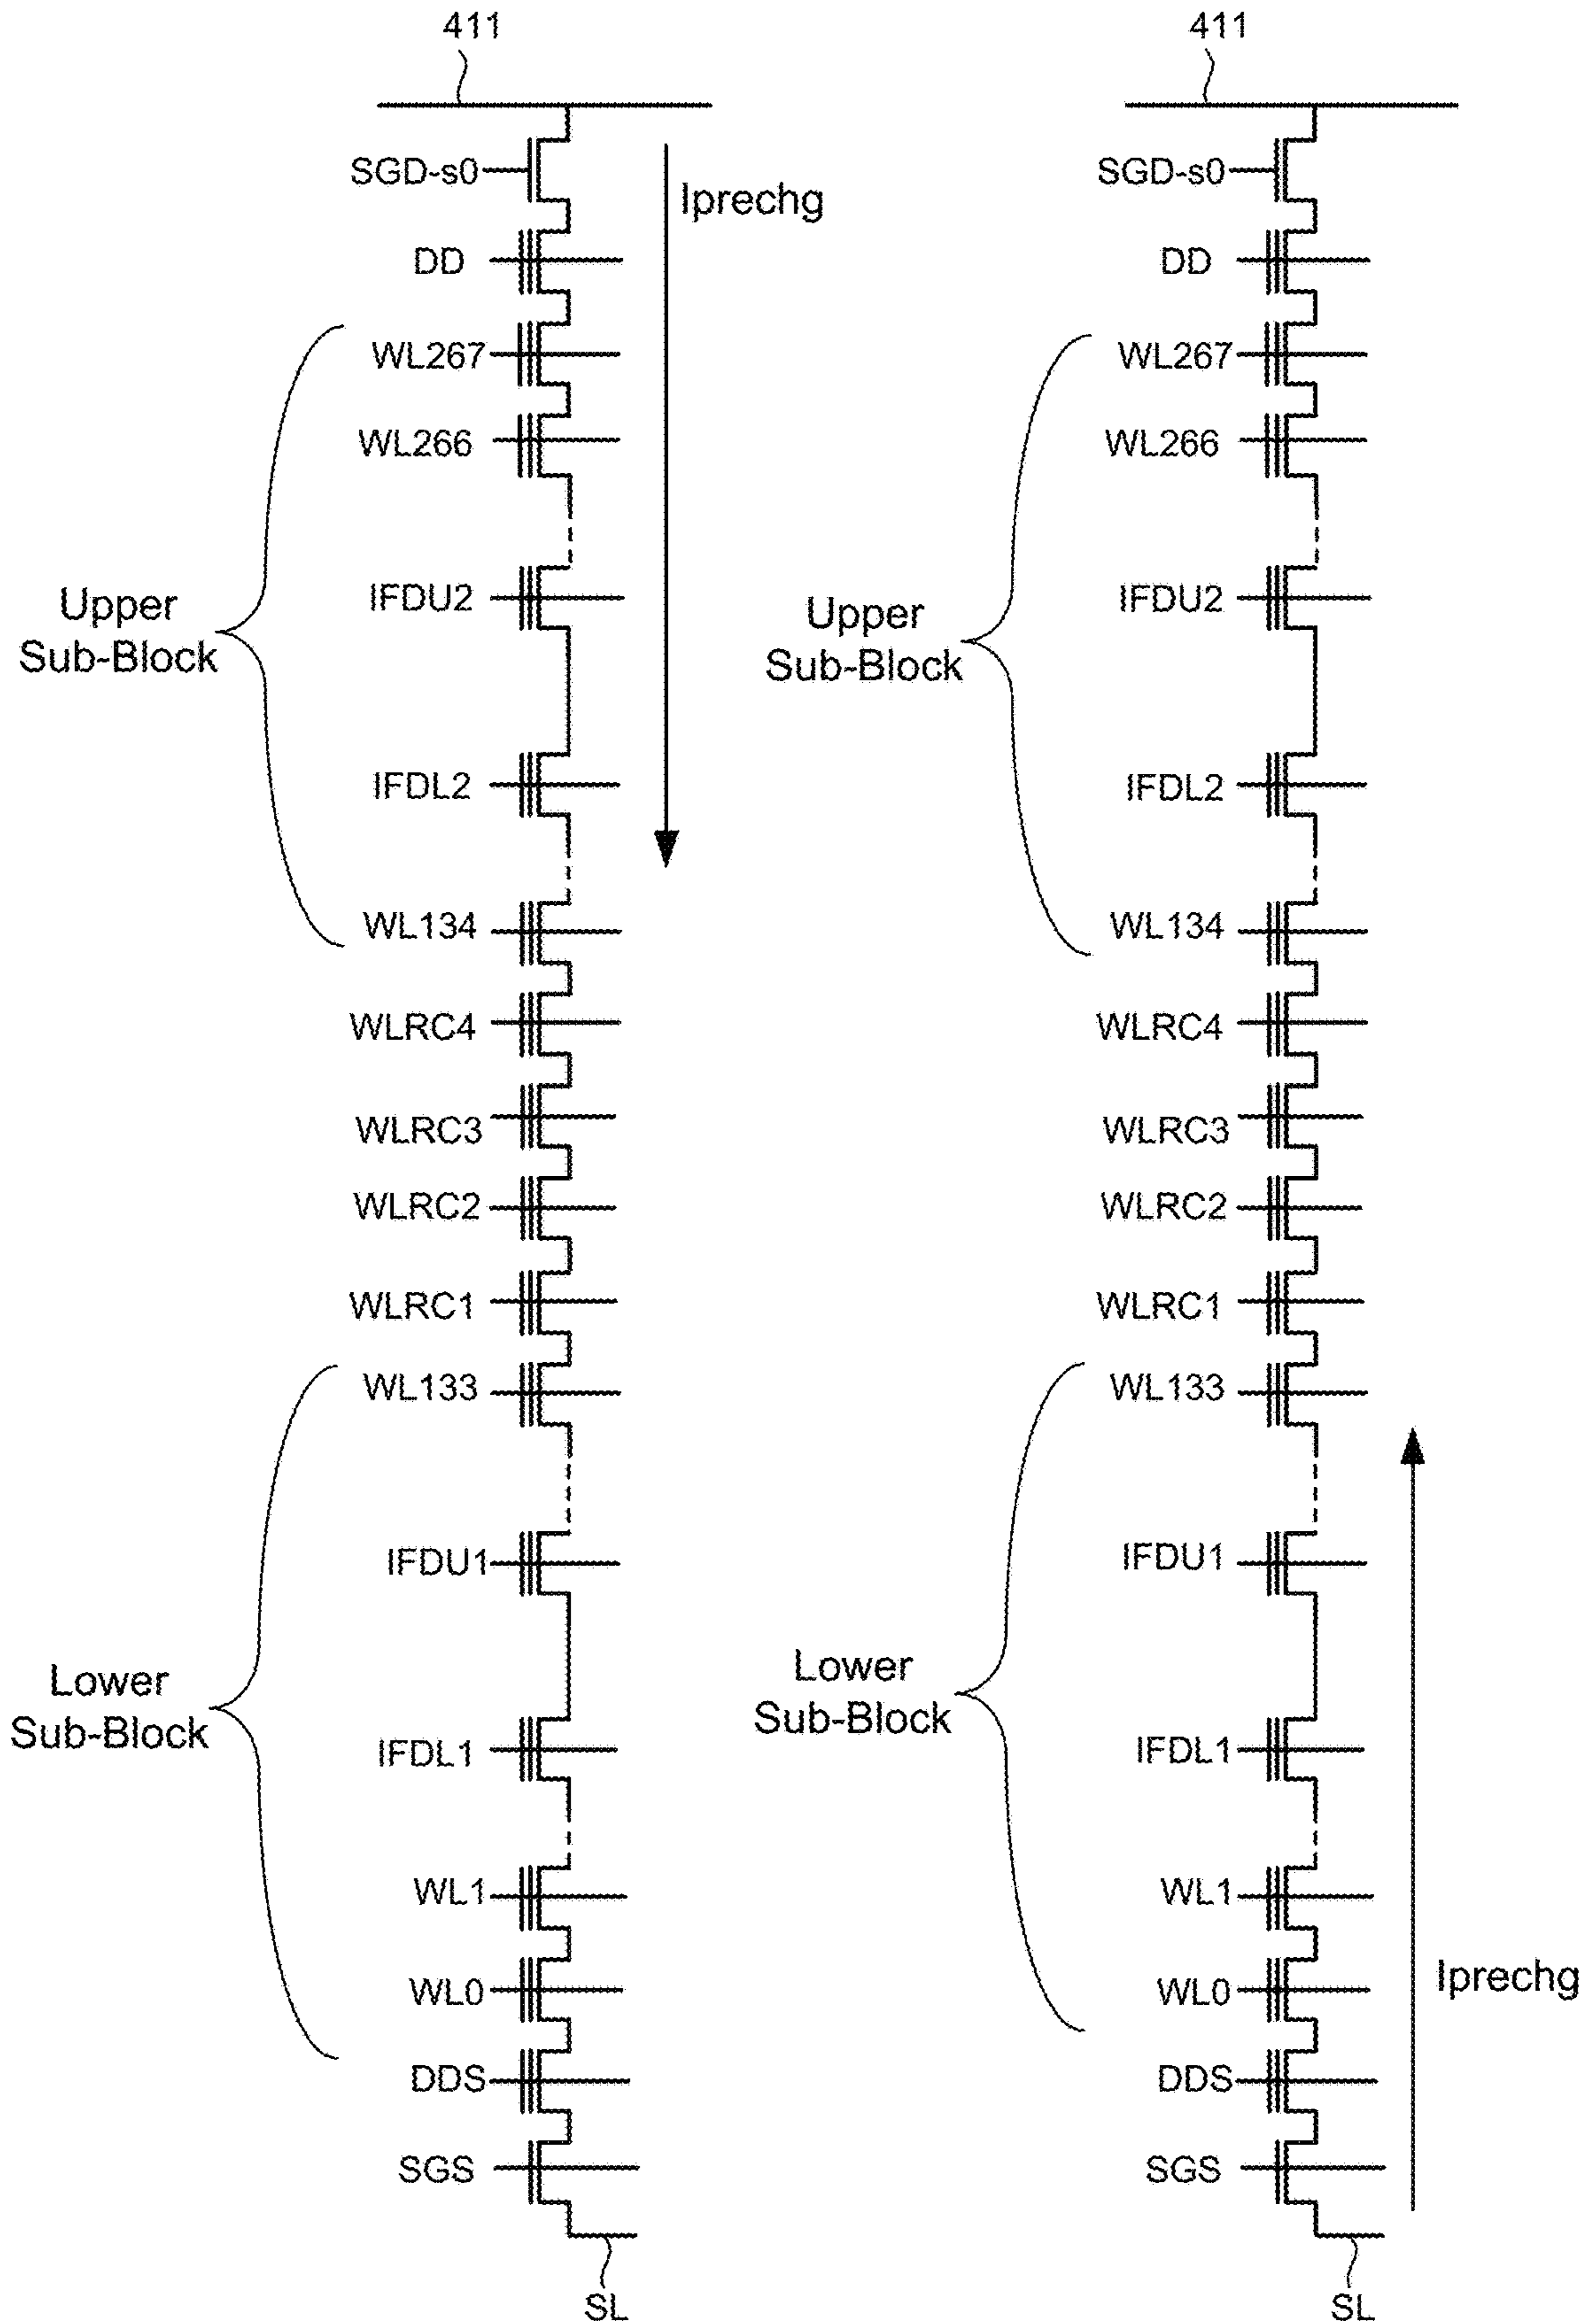 411
SGD-s0
Iprechg
DD
WL267
WL266
IFDU2
Upper
Sub-Block
IFDL2
WL134
WLRC4
WLRC3
WLRC2
WLRC1
WL133
IFDU1
Lower
Sub-Block
IFDL1
WL1
WL0
DDS
SGS
SL
411
SGD-s0
DD
WL267
WL266
IFDU2
Upper
Sub-Block
IFDL2
WL134
WLRC4
WLRC3
WLRC2
WLRC1
WL133
IFDU1
Lower
Sub-Block
IFDL1
WL1
Iprechg
WL0
DDS
SGS
SL